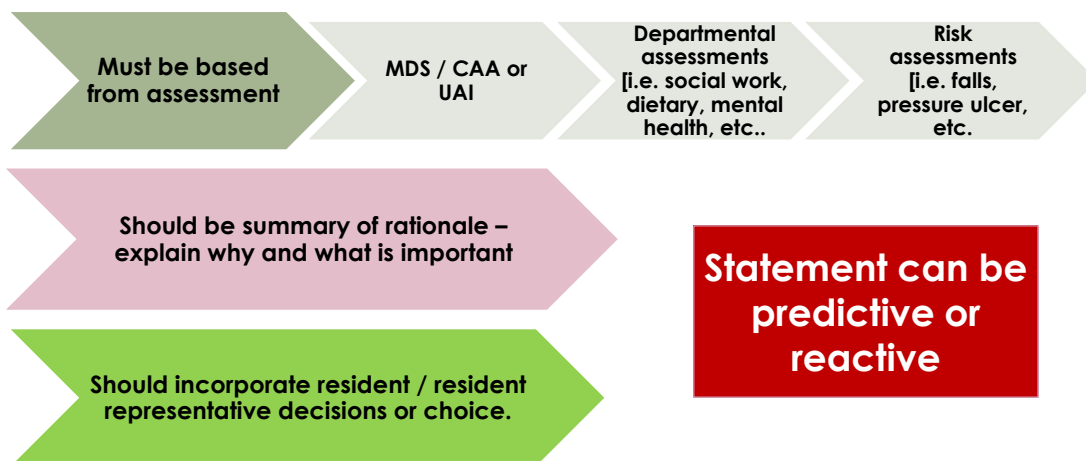 Must be based
from assessment
MDS / CAA or
UAI
Departmental
assessments
[i.e. social work,
dietary, mental
health, etc..
Risk
assessments
[i.e. falls,
pressure ulcer,
etc.
Should be summary of rationale –
explain why and what is important
Statement can be
predictive or
reactive
Should incorporate resident / resident
representative decisions or choice.